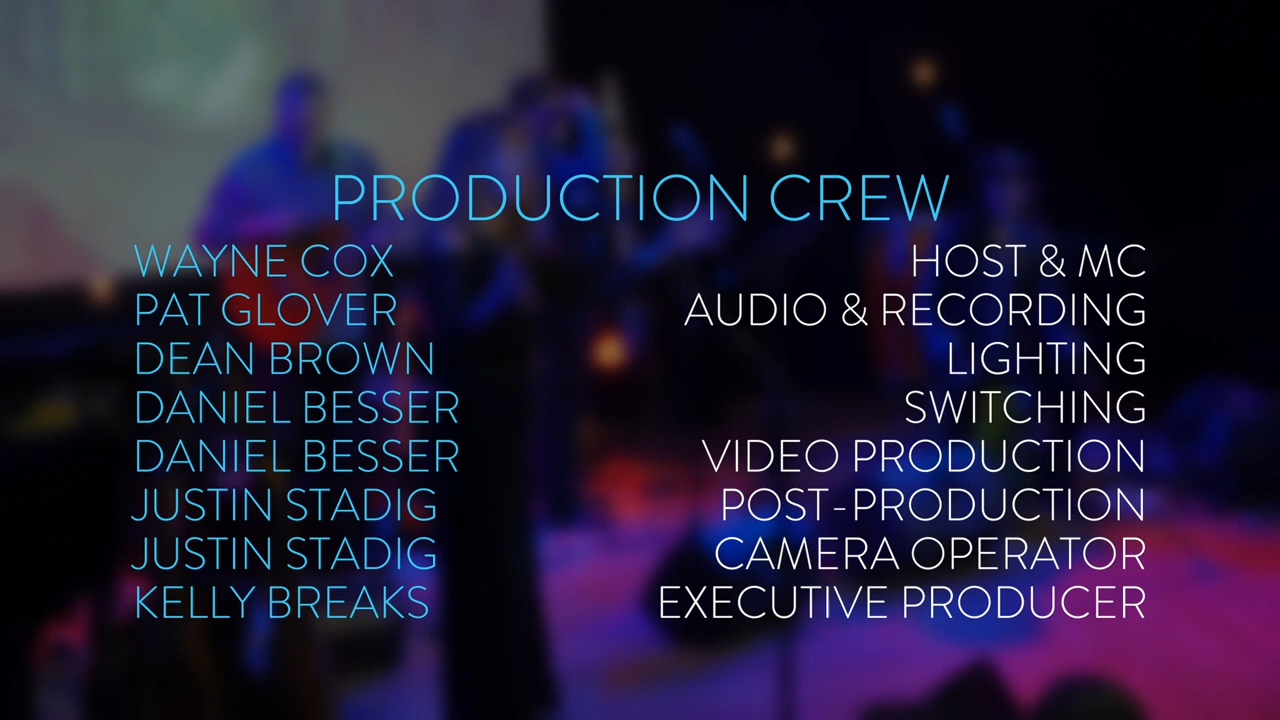 PRODUCTION CREW
WAYNE COX HOST & MC
PAT GLOVER AUDIO & RECORDING
DEAN BROWN LIGHTING
DANIEL BESSER SWITCHING
DANIEL BESSER VIDEO PRODUCTION
JUSTIN STADIG POST-PRODUCTION
JUSTIN STADIG CAMERA OPERATOR
KELLY BREAKS EXECUTIVE PRODUCER